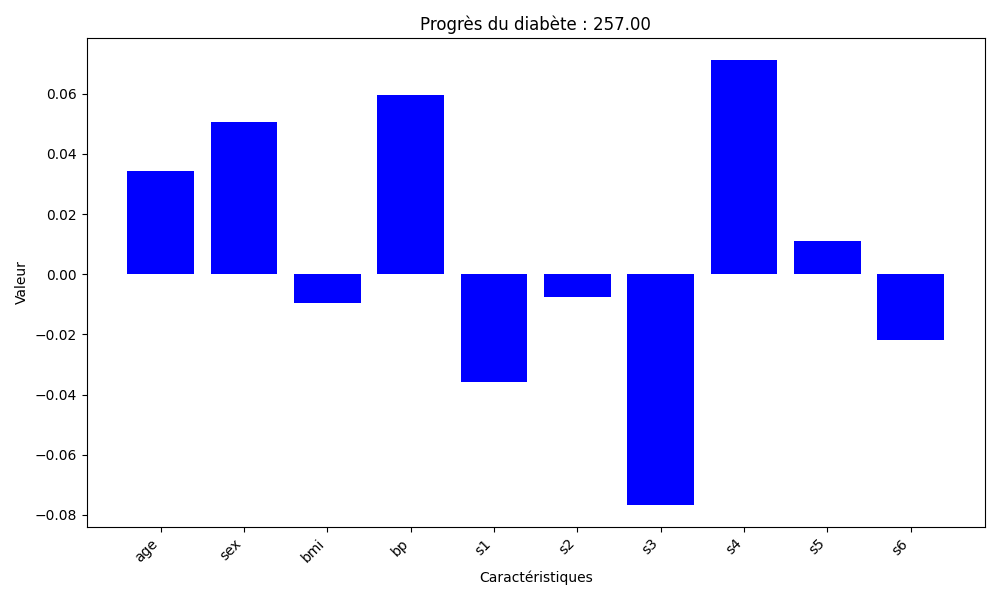 Progrès du diabète : 257.00
Valeur
0.06
0.04
0.02
0.00
−0.02
−0.04
−0.06
−0.08
age
sex
bmi
bp
s1
s2
s3
s4
s5
s6
Caractéristiques